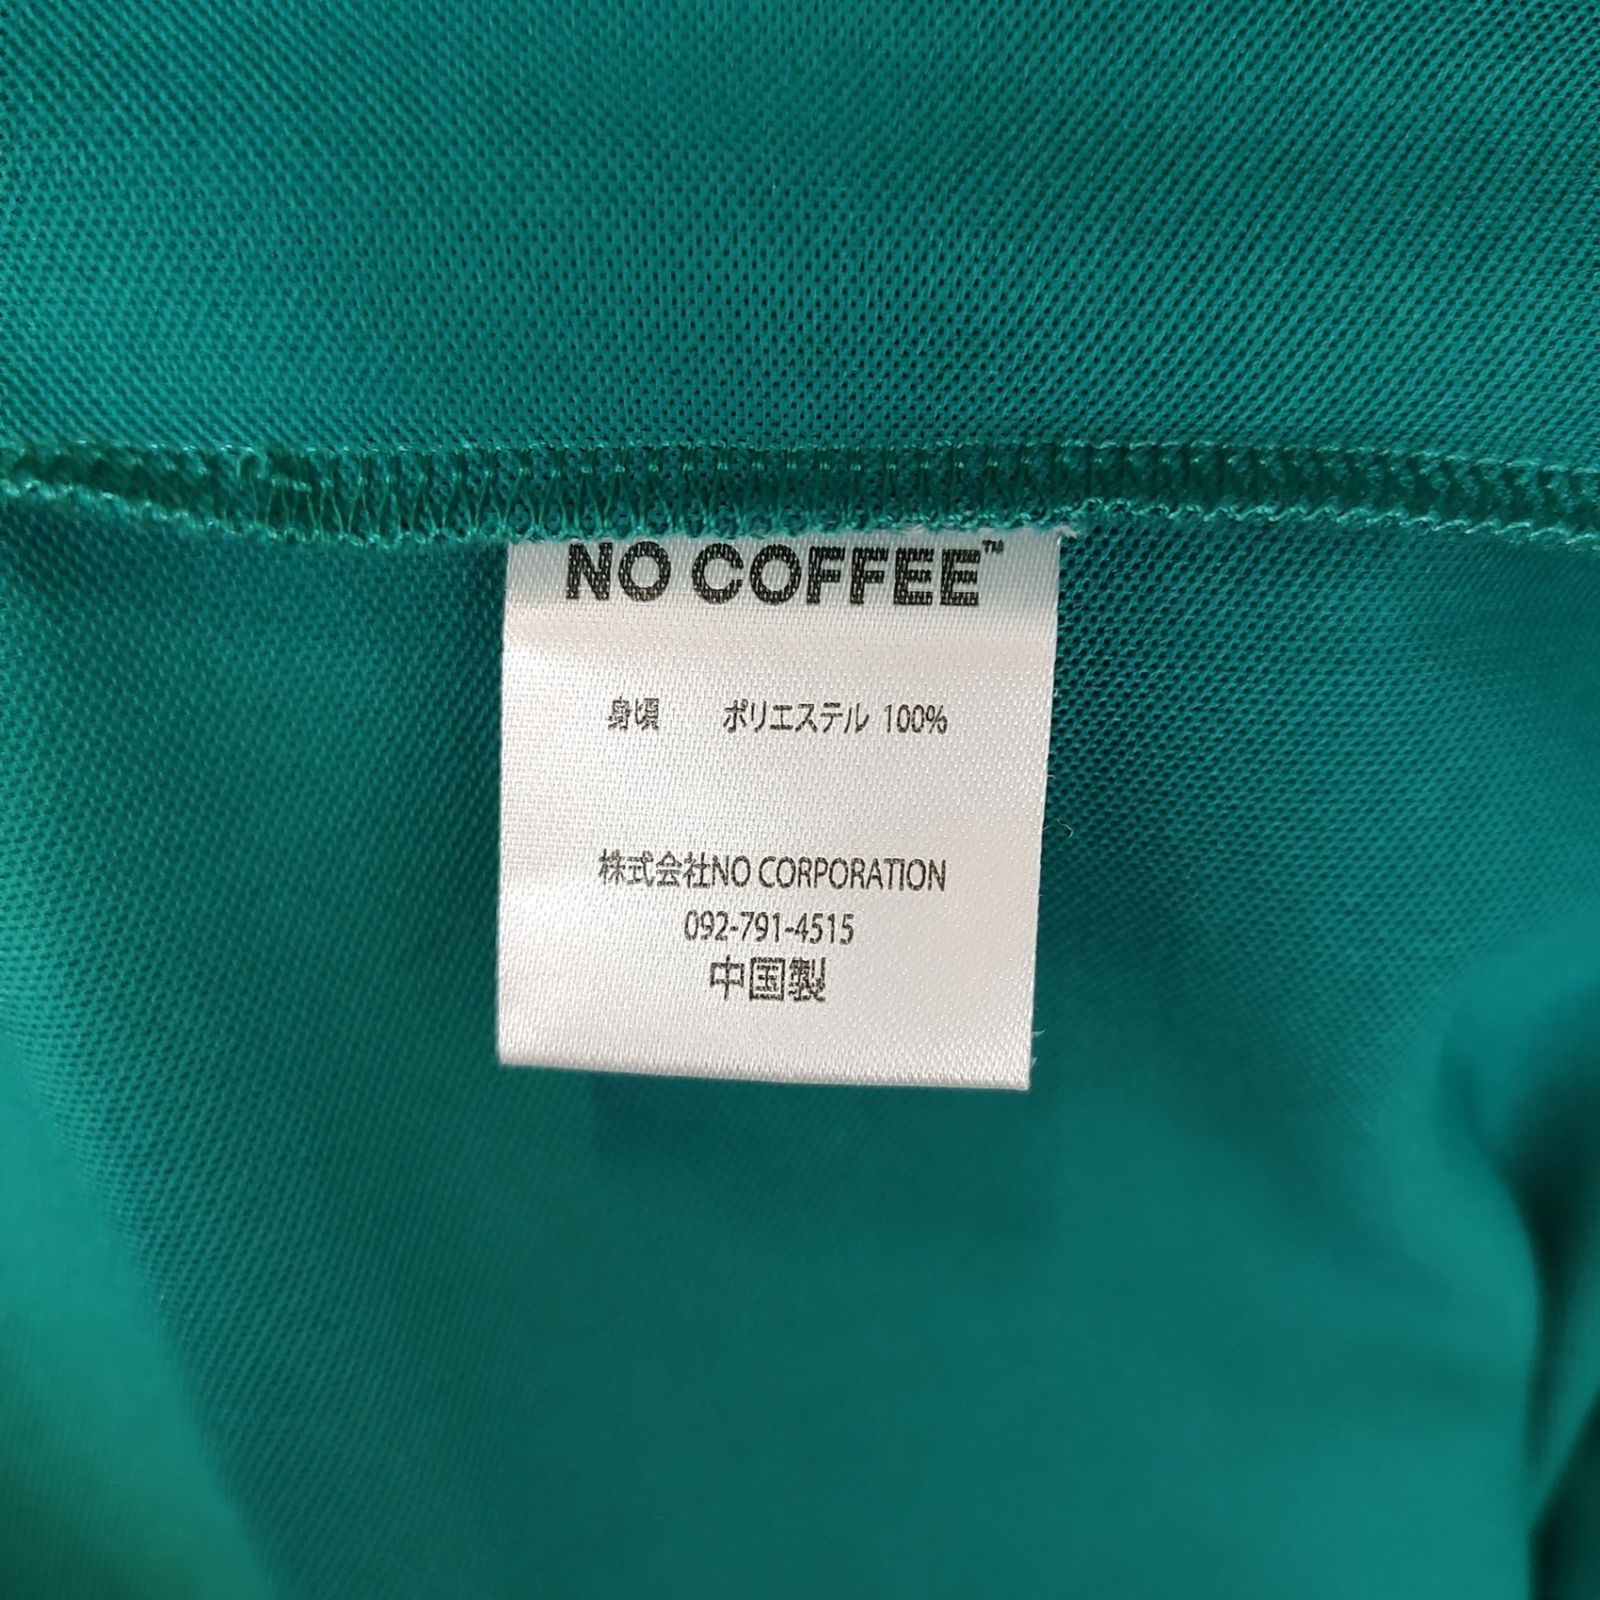 NO COFFEE™
身頃 ポリエステル 100%
株式会社NO CORPORATION
092-791-4515
中国製